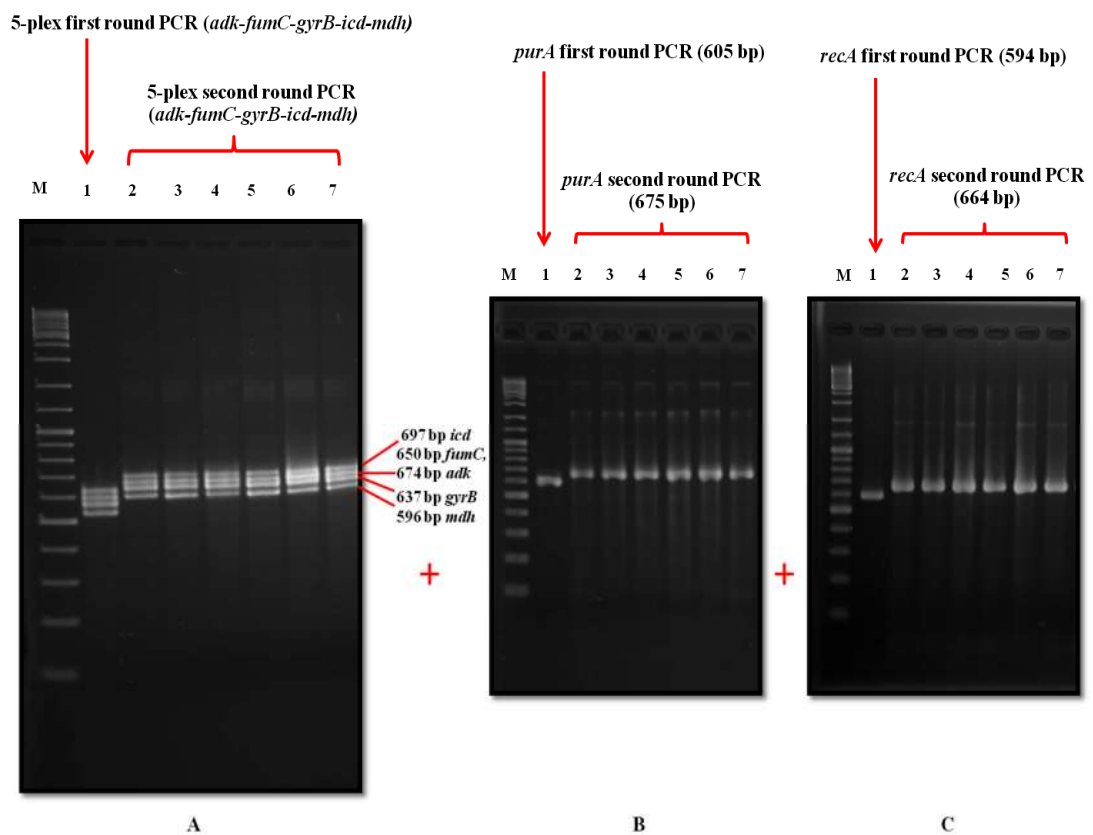 5-plex first round PCR (adk-fumC-gyrB-icd-mdh)
5-plex second round PCR
(adk-fumC-gyrB-icd-mdh)
M 1 2 3 4 5 6 7
697 bp icd
650 bp fumC,
674 bp adk
637 bp gyrB
596 bp mdh
A
+
purA first round PCR (605 bp)
purA second round PCR
(675 bp)
M 1 2 3 4 5 6 7
B
+
recA first round PCR (594 bp)
recA second round PCR
(664 bp)
M 1 2 3 4 5 6 7
C